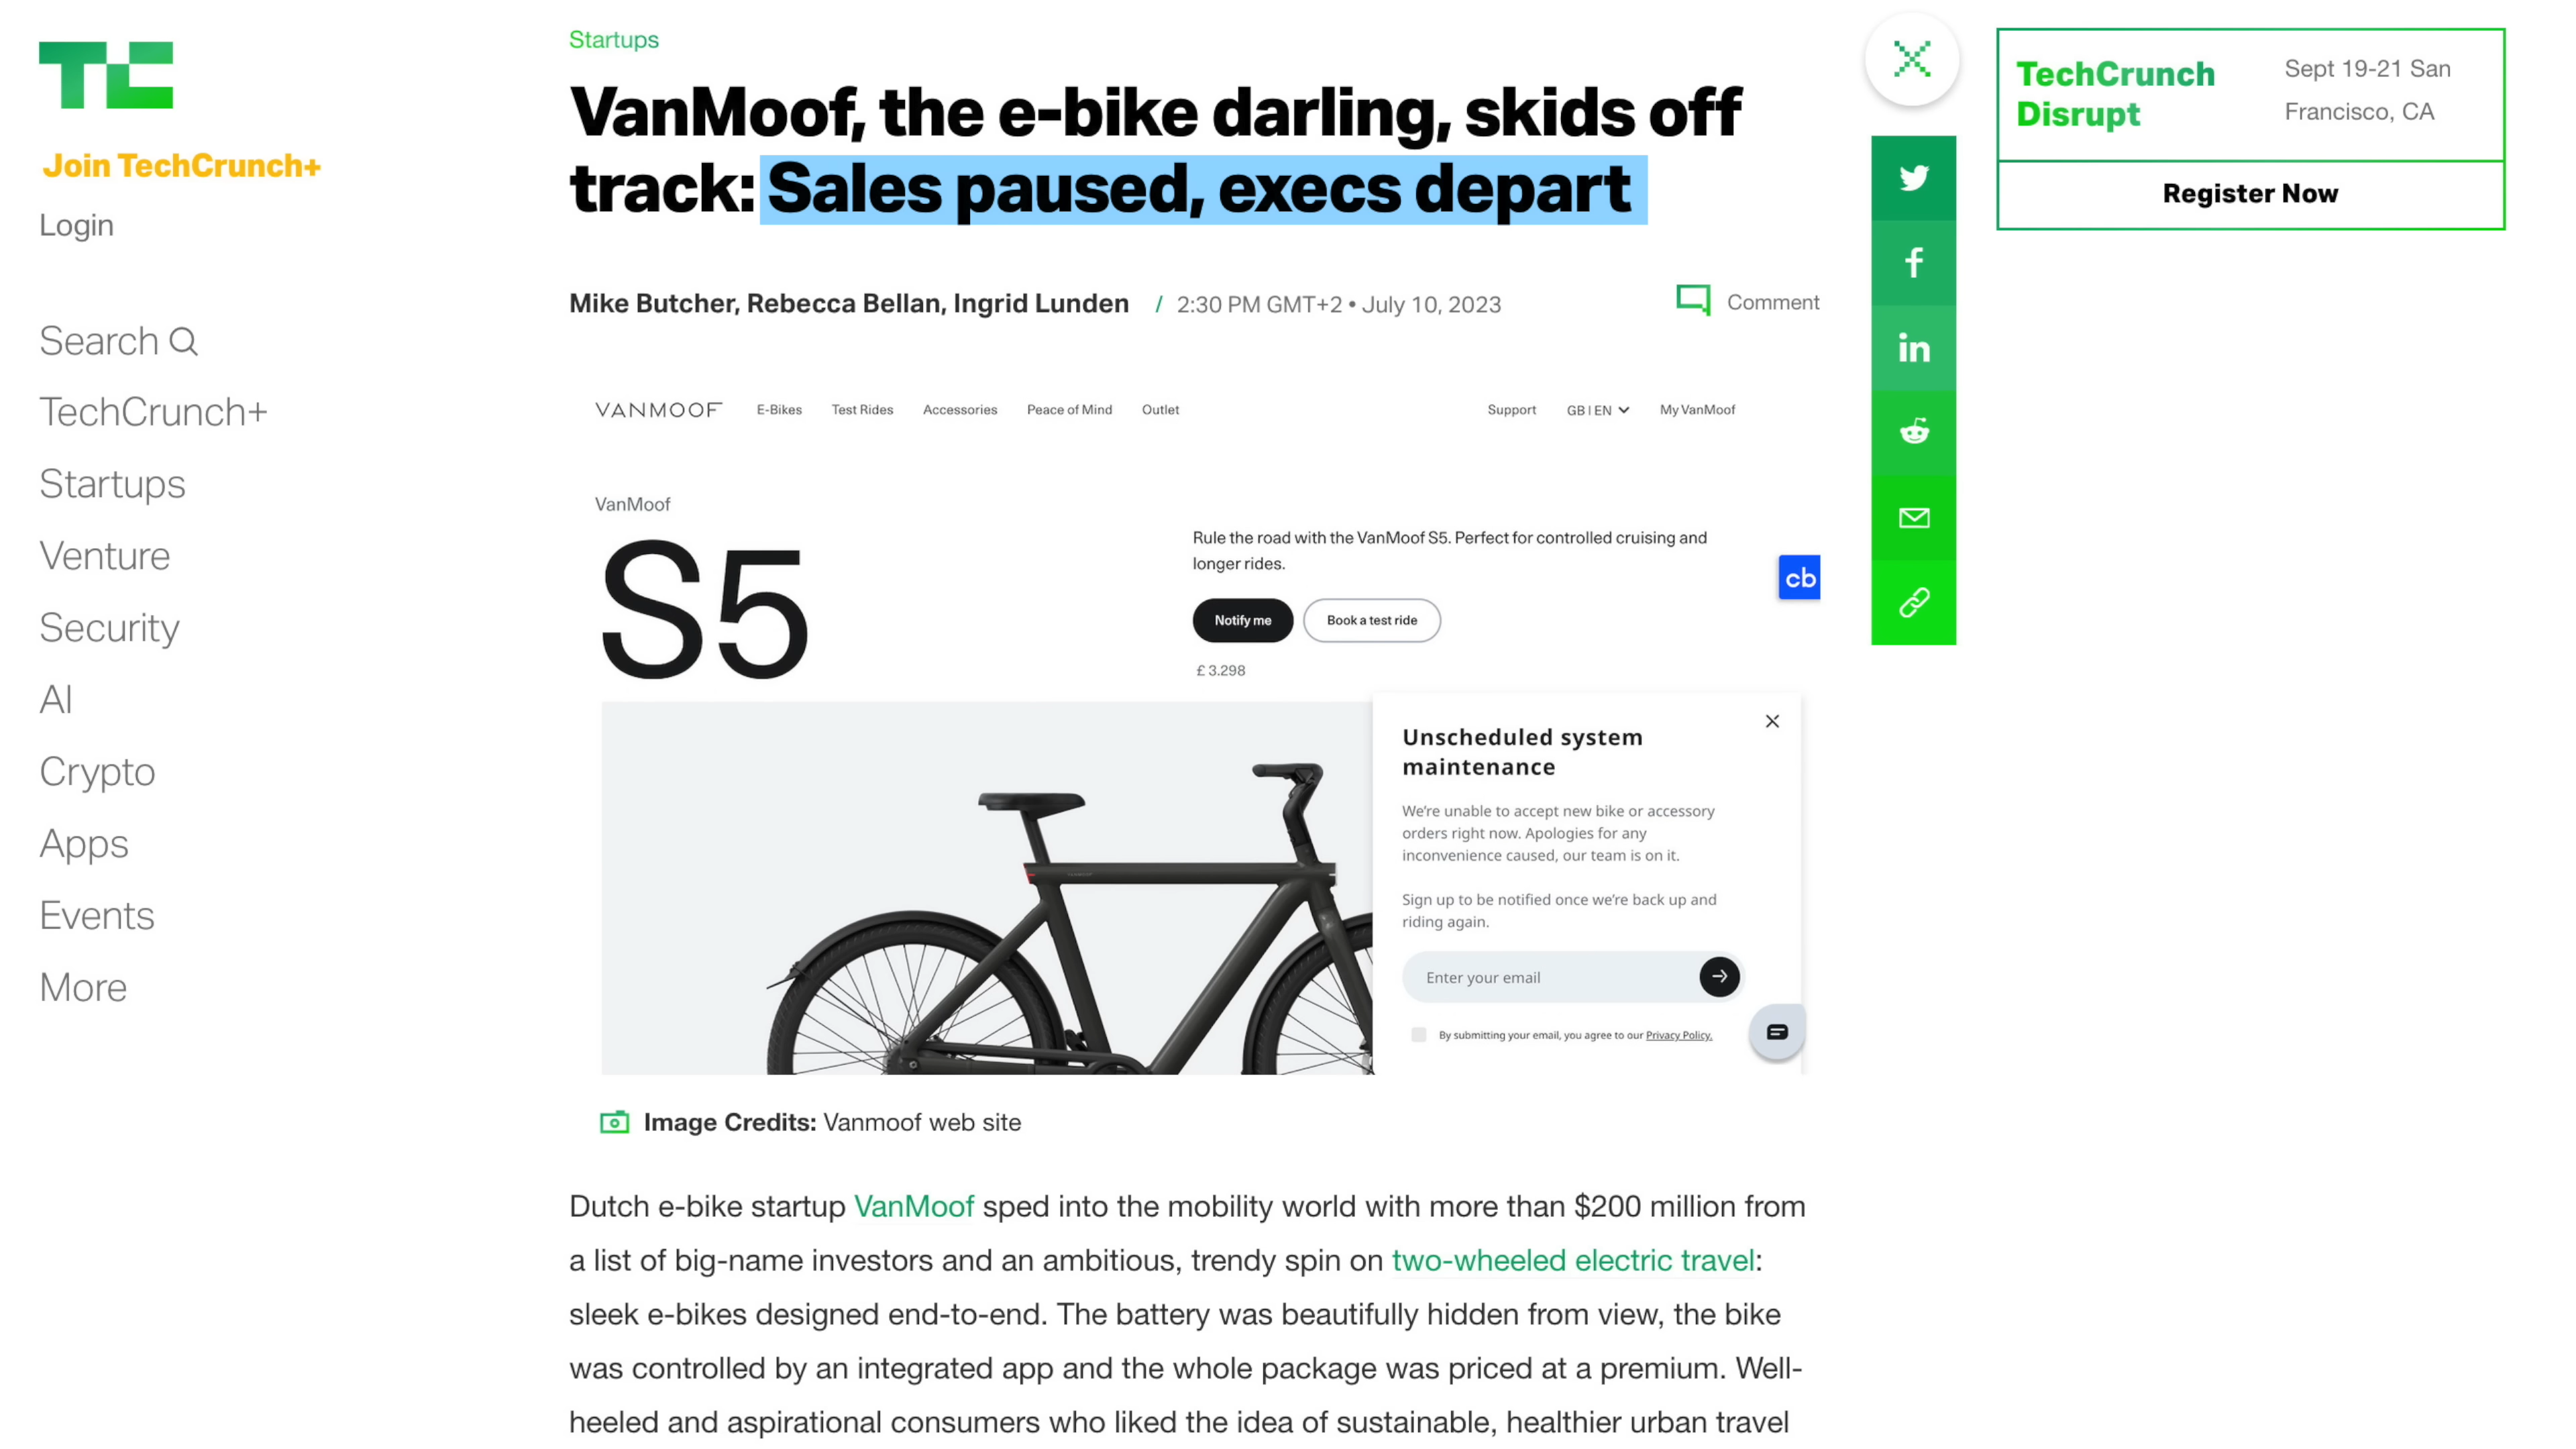 TC
Join TechCrunch+
Login
Search
TechCrunch+
Startups
Venture
Security
AI
Crypto
Apps
Events
More
Startups
VanMoof, the e-bike darling, skids off
track: Sales paused, execs depart
Mike Butcher, Rebecca Bellan, Ingrid Lunden / 2:30 PM GMT+2 • July 10, 2023
Comment
VANMOOF E-Bikes Test Rides Accessories Peace of Mind Outlet Support GB | EN My VanMoof
VanMoof
S5
Rule the road with the VanMoof S5. Perfect for controlled cruising and
longer rides.
Notify me Book a test ride
£ 3.298
cb
Unscheduled system
maintenance
We're unable to accept new bike or accessory
orders right now. Apologies for any
inconvenience caused, our team is on it.
Sign up to be notified once we're back up and
riding again.
Enter your email
By submitting your email, you agree to our Privacy Policy.
Image Credits: Vanmoof web site
Dutch e-bike startup VanMoof sped into the mobility world with more than $200 million from
a list of big-name investors and an ambitious, trendy spin on two-wheeled electric travel:
sleek e-bikes designed end-to-end. The battery was beautifully hidden from view, the bike
was controlled by an integrated app and the whole package was priced at a premium. Well-
heeled and aspirational consumers who liked the idea of sustainable, healthier urban travel
f
in
TechCrunch
Disrupt
Sept 19-21 San
Francisco, CA
Register Now